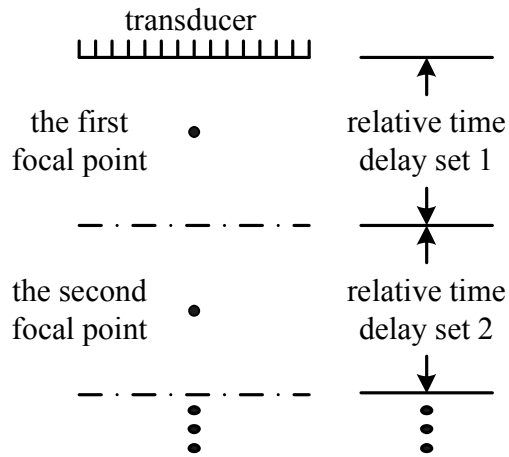 transducer
the first
focal point
relative time
delay set 1
the second
focal point
relative time
delay set 2